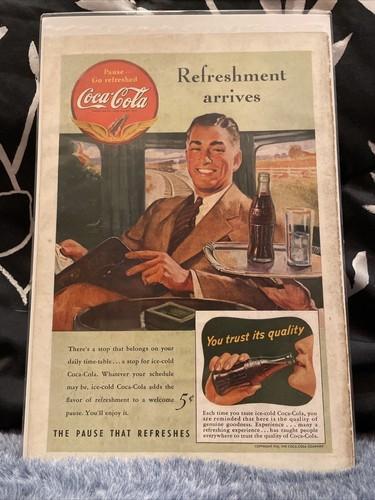 Pause...
Go refreshed
Coca-Cola
Refreshment
arrives
There's a stop that belongs on your
daily time-table...a stop for ice-cold
Coca-Cola. Whatever your schedule
may be, ice-cold Coca-Cola adds the
flavor of refreshment to a welcome
pause. You'll enjoy it.
5¢
THE PAUSE THAT REFRESHES
You trust its quality
Each time you taste ice-cold Coca-Cola, you
are reminded that here is the quality of
genuine goodness. Experience...many a
refreshing experience...has taught people
everywhere to trust the quality of Coca-Cola.
THE COCA-COLA COMPANY